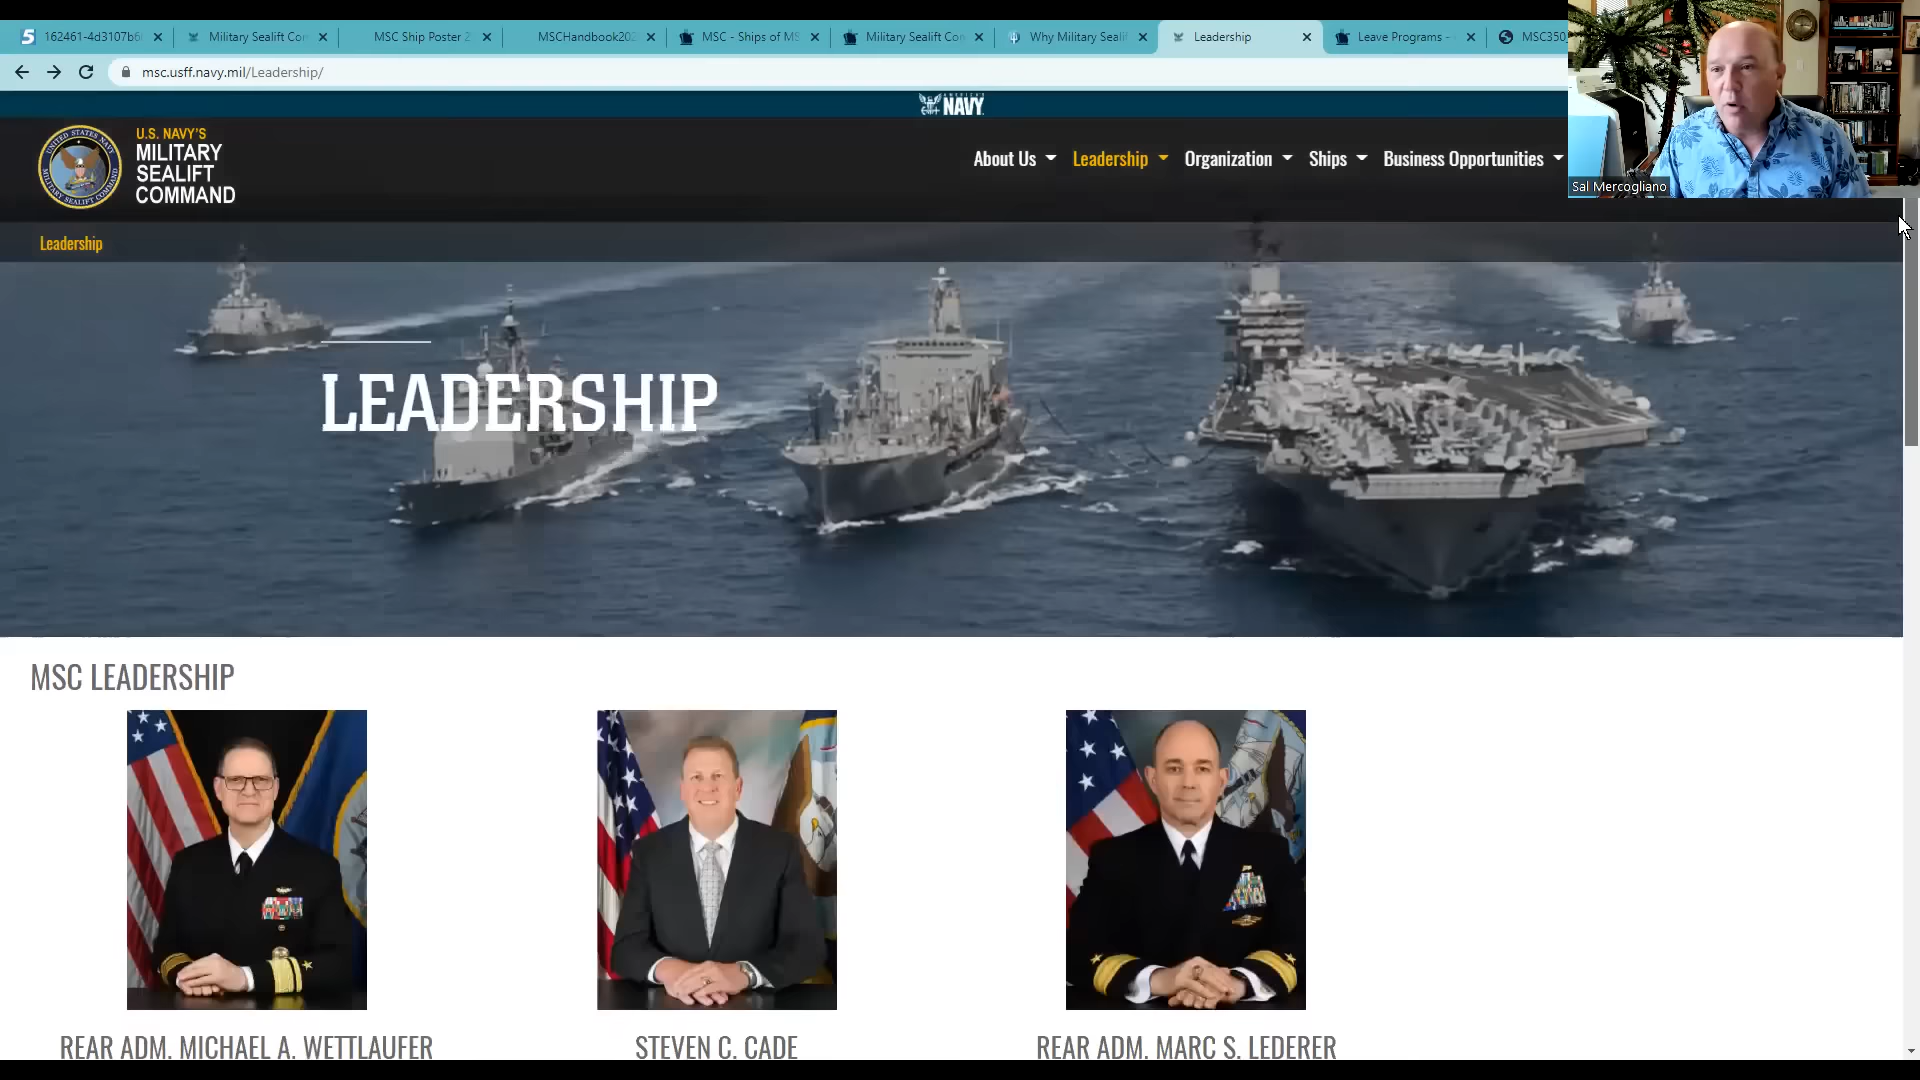 162461-4d3107b6
Military Sealift Com
MSC Ship Poster 2
MSCHandbook202
MSC - Ships of MS
Military Sealift Com
Why Military Sealif
Leadership
Leave Programs -
MSC350
msc.usff.navy.mil/Leadership/
AMERICA'S
NAVY
U.S. NAVY'S
MILITARY
SEALIFT
COMMAND
About Us
Leadership
Organization
Ships
Business Opportunities
Sal Mercogliano
Leadership
LEADERSHIP
MSC LEADERSHIP
REAR ADM. MICHAEL A. WETTLAUFER
STEVEN C. CADE
REAR ADM. MARC S. LEDERER